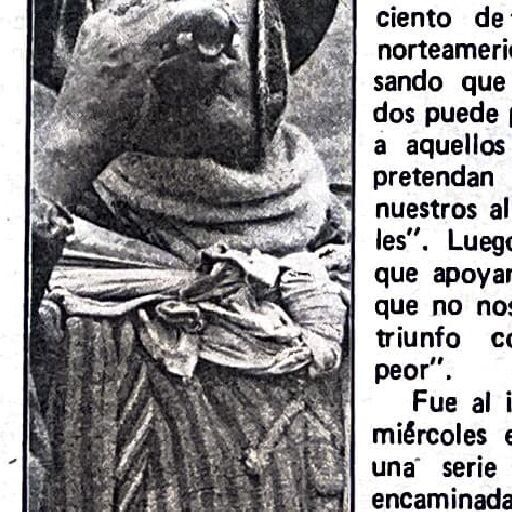 ciento de
norteameri
sando que
dos puede
a aquellos
pretendan
nuestros al
les". Luego
que apoyar
que no nos
triunfo co
peor".
Fue al i
miércoles e
una serie
encaminada